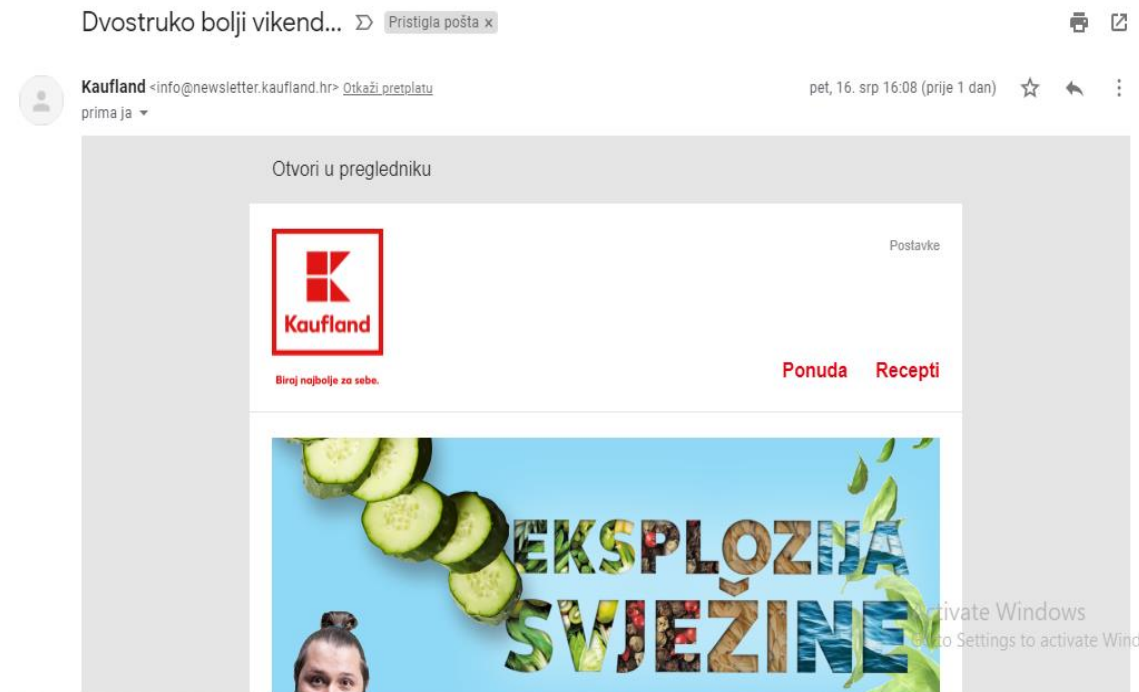 Dvostruko bolji vikend...
Pristigla pošta x
Kaufland <info@newsletter.kaufland.hr> Otkaži pretplatu
pet, 16. srp 16:08 (prije 1 dan)
prima ja
Otvori u pregledniku
Postavke
Kaufland
Biraj najbolje za sebe.
Ponuda Recepti
EKSPLOZIJA
SVJEŽINE
Activate Windows
Go to Settings to activate Wind